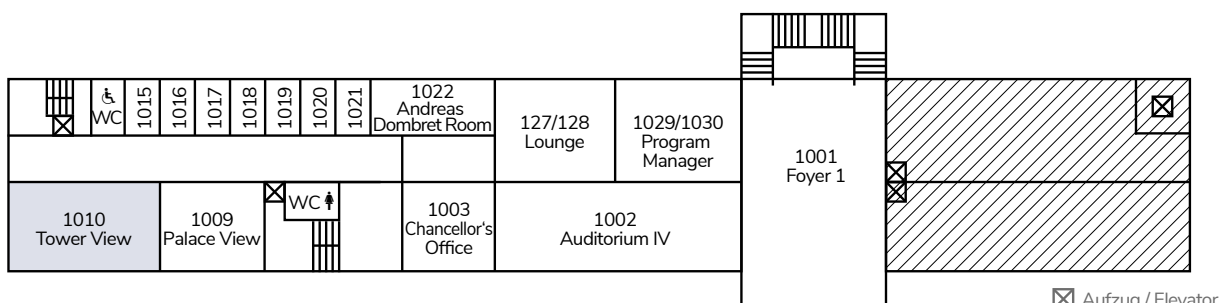 WC
1015
1016
1017
1018
1019
1020
1021
1022
Andreas
Dombret Room
127/128
Lounge
1029/1030
Program
Manager
1001
Foyer 1
1010
Tower View
1009
Palace View
WC
1003
Chancellor's
Office
1002
Auditorium IV
Aufzug / Elevator